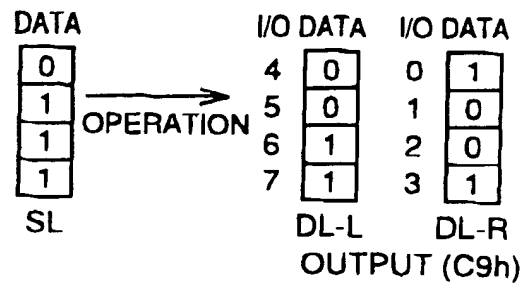 DATA I/O DATA I/O DATA
0 4 0 0 1
1 5 0 1 0
OPERATION
1 6 1 2 0
1 7 1 3 1
SL DL-L DL-R
OUTPUT (C9h)